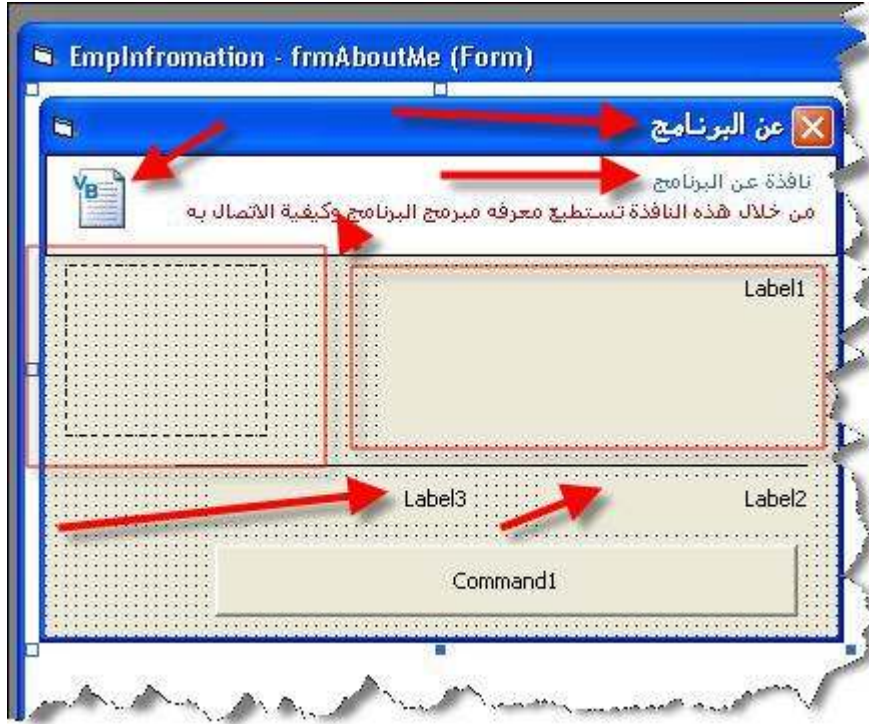 EmpInfromation - frmAboutMe (Form)
عن البرنامج
نافذة عن البرنامج
من خلال هذه النافذة تستطيع معرفه مبرمج البرنامج وكيفية الاتصال به
VB
Label1
Label2
Label3
Command1